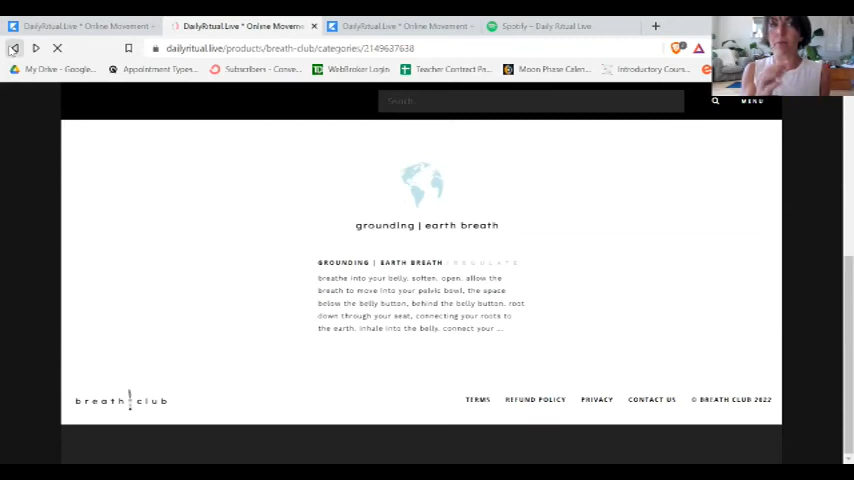 DailyRitual.Live * Online Movement
DailyRitual.Live * Online Moveme
DailyRitual.Live * Online Movement
Spotify – Daily Ritual Live
dailyritual.live/products/breath-club/categories/2149637638
My Drive - Google...
Appointment Types...
Subscribers - Conve...
WebBroker Login
Teacher Contract Pa...
Moon Phase Calen...
Introductory Cours...
Search...
MENU
grounding | earth breath
GROUNDING | EARTH BREATH / REGULATE
breathe into your belly. soften. open. allow the
breath to move into your pelvic bowl, the space
below the belly button, behind the belly button, root
down through your seat, connecting your roots to
the earth. inhale into the belly. connect your ...
breath club
TERMS
REFUND POLICY
PRIVACY
CONTACT US
© BREATH CLUB 2022